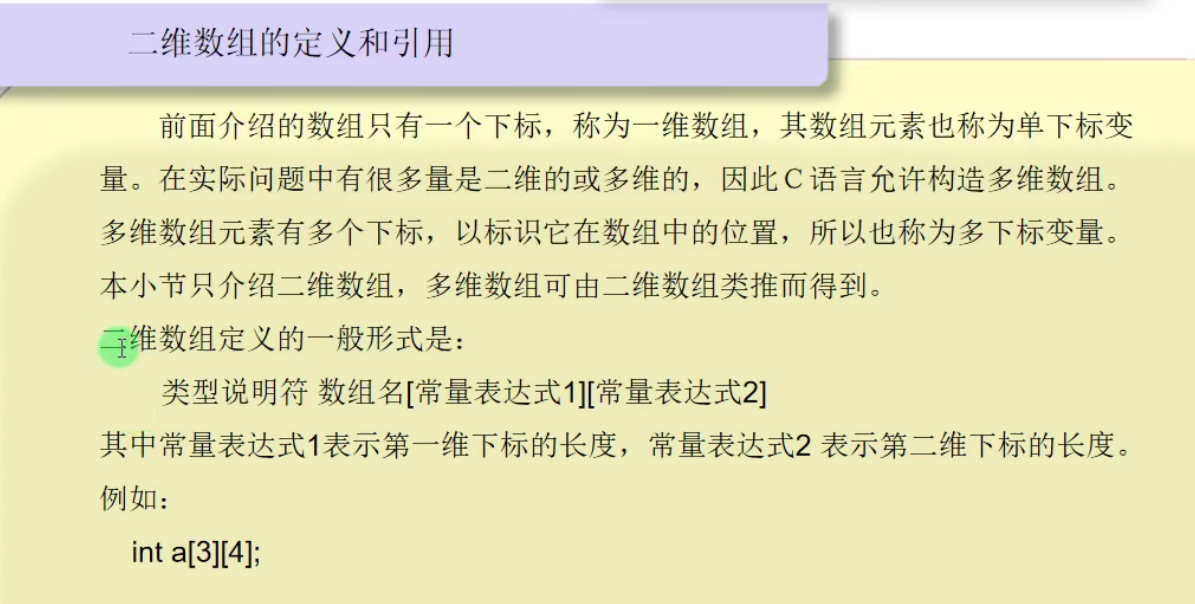 二维数组的定义和引用
前面介绍的数组只有一个下标，称为一维数组，其数组元素也称为单下标变
量。在实际问题中有很多量是二维的或多维的，因此C语言允许构造多维数组。
多维数组元素有多个下标，以标识它在数组中的位置，所以也称为多下标变量。
本小节只介绍二维数组，多维数组可由二维数组类推而得到。
二维数组定义的一般形式是：
类型说明符 数组名[常量表达式1][常量表达式2]
其中常量表达式1表示第一维下标的长度，常量表达式2 表示第二维下标的长度。
例如：
int a[3][4];